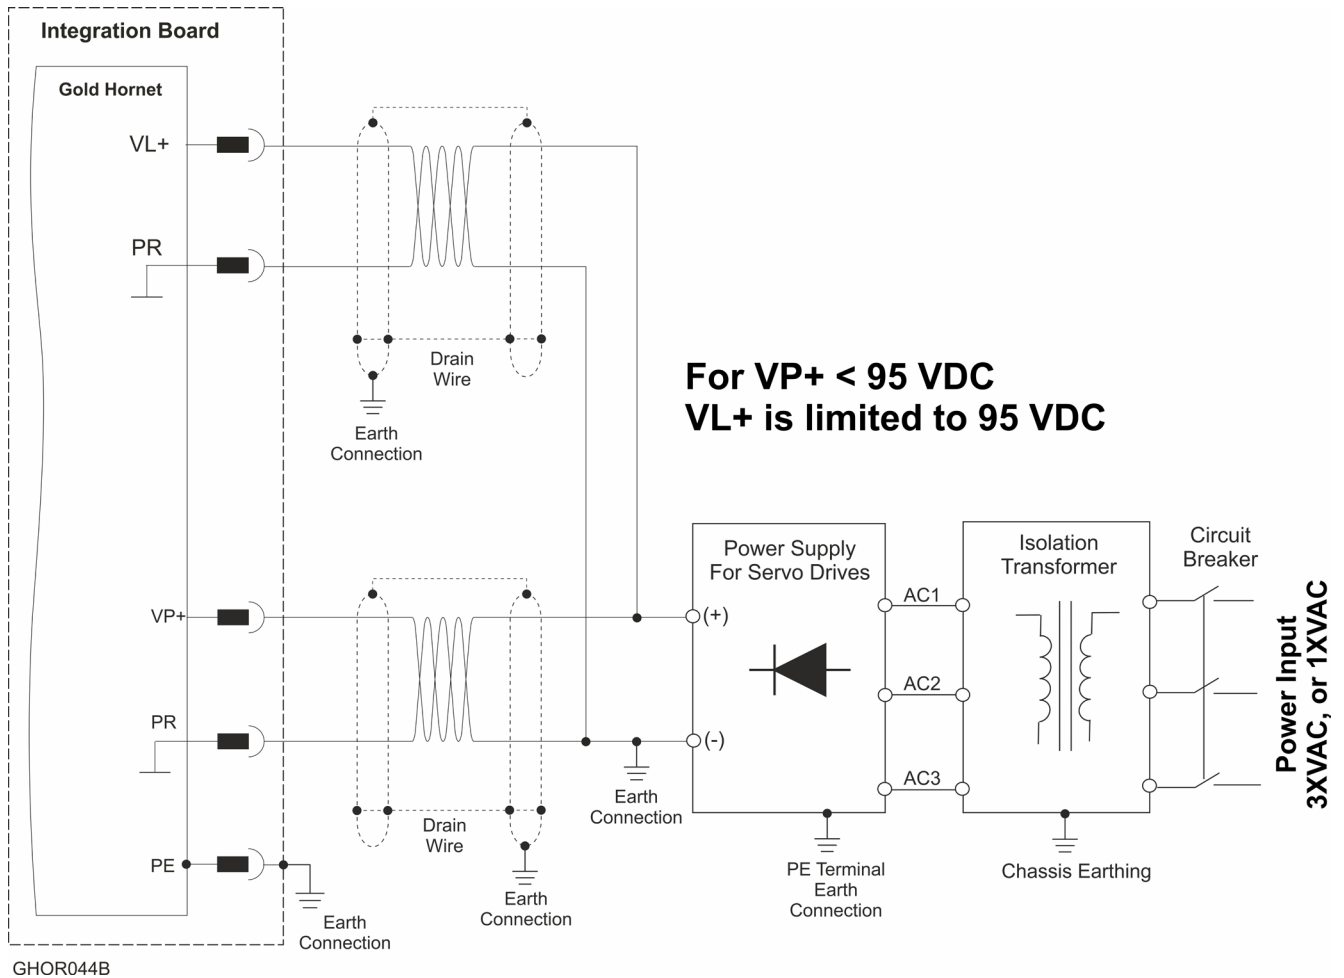 Integration Board
Gold Hornet
VL+
PR
Drain
Wire
Earth
Connection
For VP+ < 95 VDC
VL+ is limited to 95 VDC
Power Supply
For Servo Drives
(+)
(-)
AC1
AC2
AC3
Isolation
Transformer
Circuit
Breaker
Power Input
3XVAC, or 1XVAC
VP+
PR
PE
Drain
Wire
Earth
Connection
Earth
Connection
Earth
Connection
PE Terminal
Earth
Connection
Chassis Earthing
GHOR044B